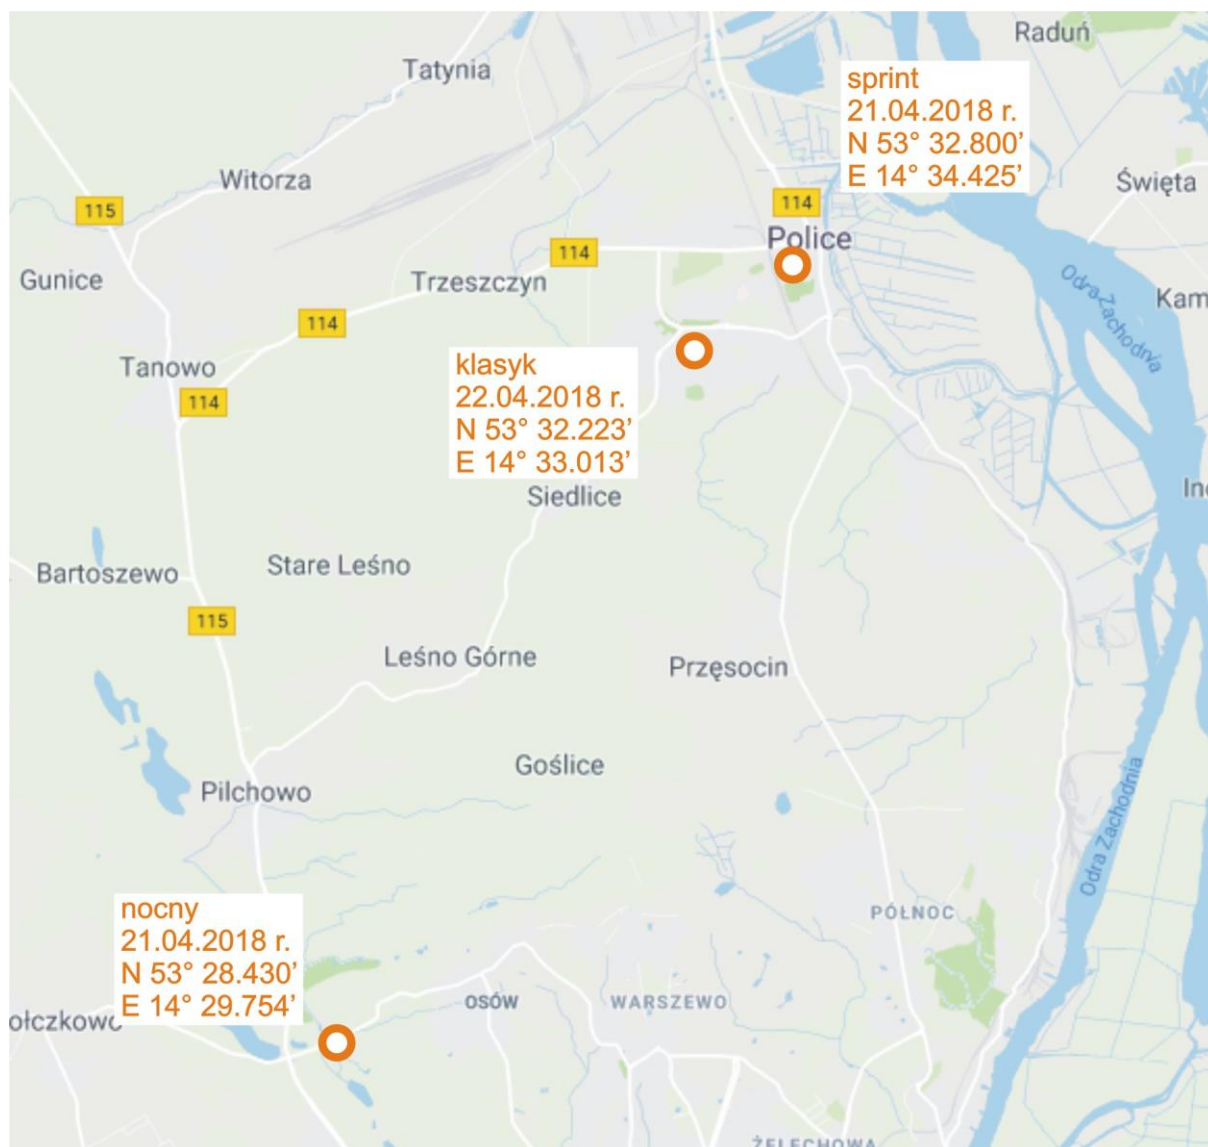 Raduń
Tatynia
sprint
21.04.2018 r.
N 53° 32.800’
E 14° 34.425’
Witorza
Święta
115
114
Police
114
Gunice
Trzeszczyn
Odra Zachodnia
Kam
114
Tanowo
klasyk
22.04.2018 r.
N 53° 32.223’
E 14° 33.013’
114
Siedlice
Bartoszewo
Stare Leśno
115
Leśno Górne
Przęsocin
Goślice
Pilchowo
Odra Zachodnia
nocny
21.04.2018 r.
N 53° 28.430’
E 14° 29.754’
PÓŁNOC
OSÓW
WARSZEWO
ołczkowo
ŻELECHOWA